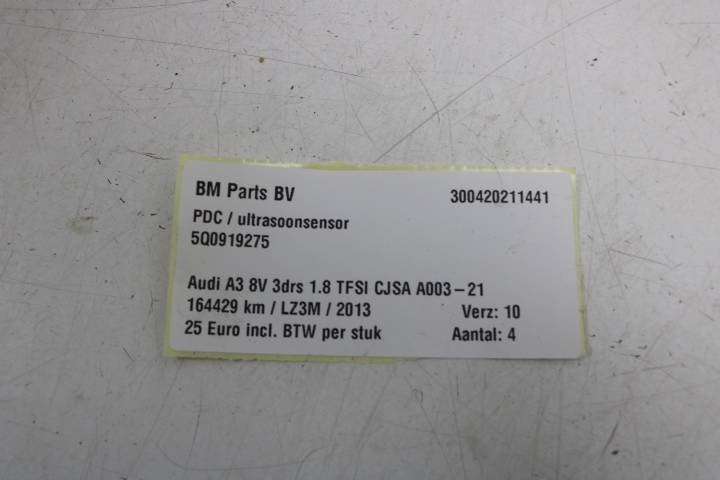 BM Parts BV 300420211441
PDC / ultrasoonsensor
5Q0919275
Audi A3 8V 3drs 1.8 TFSI CJSA A003-21
164429 km / LZ3M / 2013 Verz: 10
25 Euro incl. BTW per stuk Aantal: 4